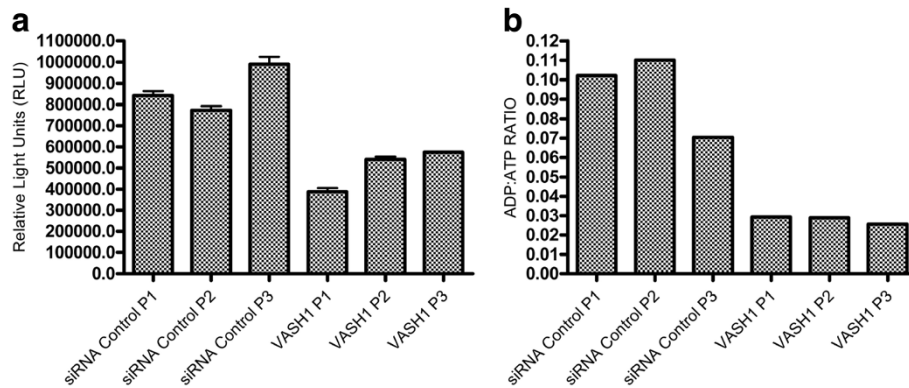 a
Relative Light Units (RLU)
1100000.0
1000000.0
900000.0
800000.0
700000.0
600000.0
500000.0
400000.0
300000.0
200000.0
100000.0
0.0
siRNA Control P1
siRNA Control P2
siRNA Control P3
VASH1 P1
VASH1 P2
VASH1 P3
b
ADP:ATP RATIO
0.12
0.11
0.10
0.09
0.08
0.07
0.06
0.05
0.04
0.03
0.02
0.01
0.00
siRNA Control P1
siRNA Control P2
siRNA Control P3
VASH1 P1
VASH1 P2
VASH1 P3